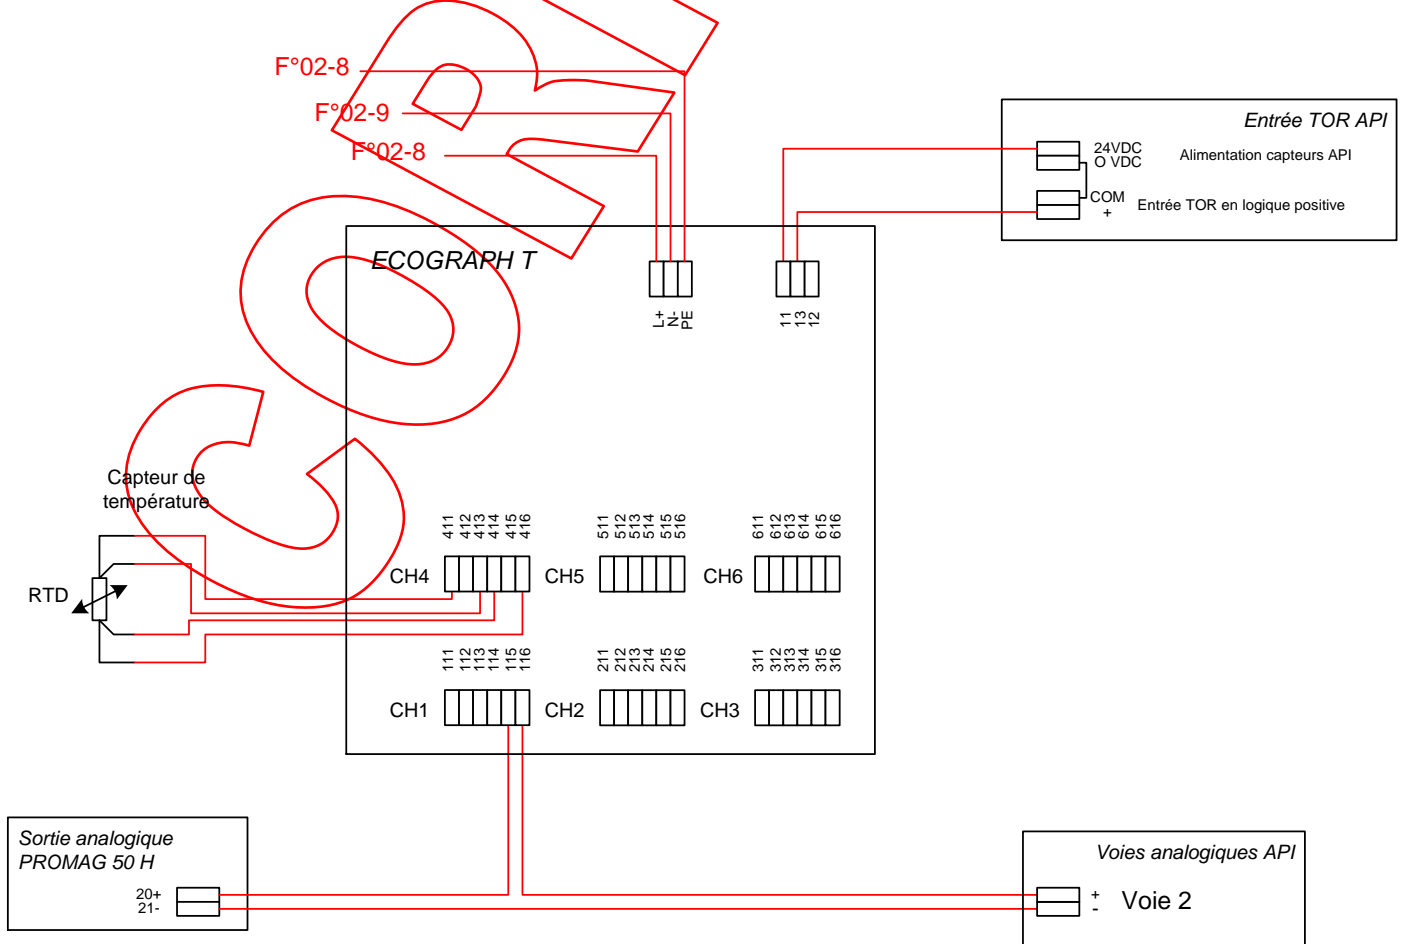 F°02-8
F°02-9
F°02-8
Entrée TOR API
24VDC
O VDC
Alimentation capteurs API
COM
+
Entrée TOR en logique positive
ECOGRAPH T
L+
N-
PE
11
13
12
Capteur de
température
RTD
411
412
413
414
415
416
CH4
511
512
513
514
515
516
CH5
611
612
613
614
615
616
CH6
111
112
113
114
115
116
CH1
211
212
213
214
215
216
CH2
311
312
313
314
315
316
CH3
Sortie analogique
PROMAG 50 H
20+
21-
Voies analogiques API
+
-
Voie 2